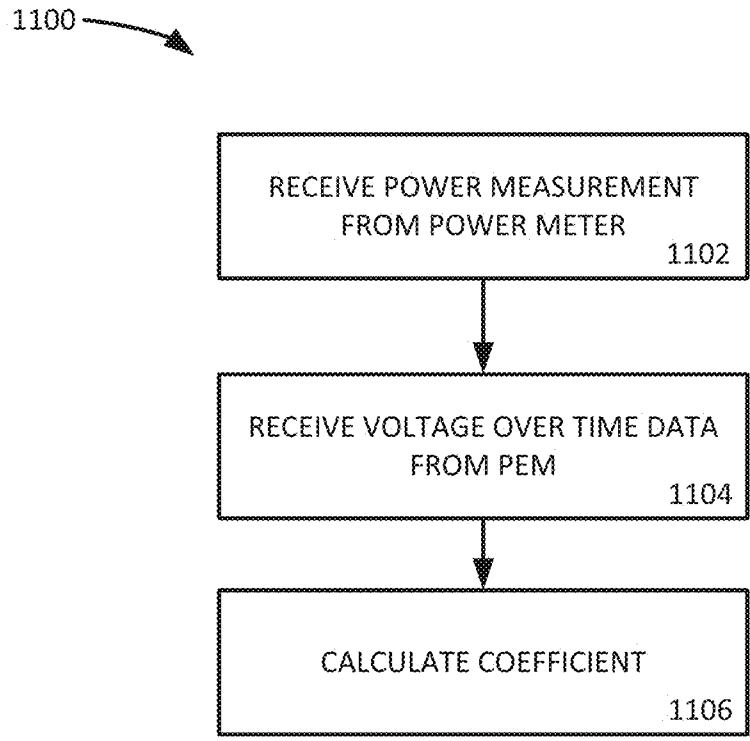 1100
RECEIVE POWER MEASUREMENT
FROM POWER METER
1102
RECEIVE VOLTAGE OVER TIME DATA
FROM PEM
1104
CALCULATE COEFFICIENT
1106